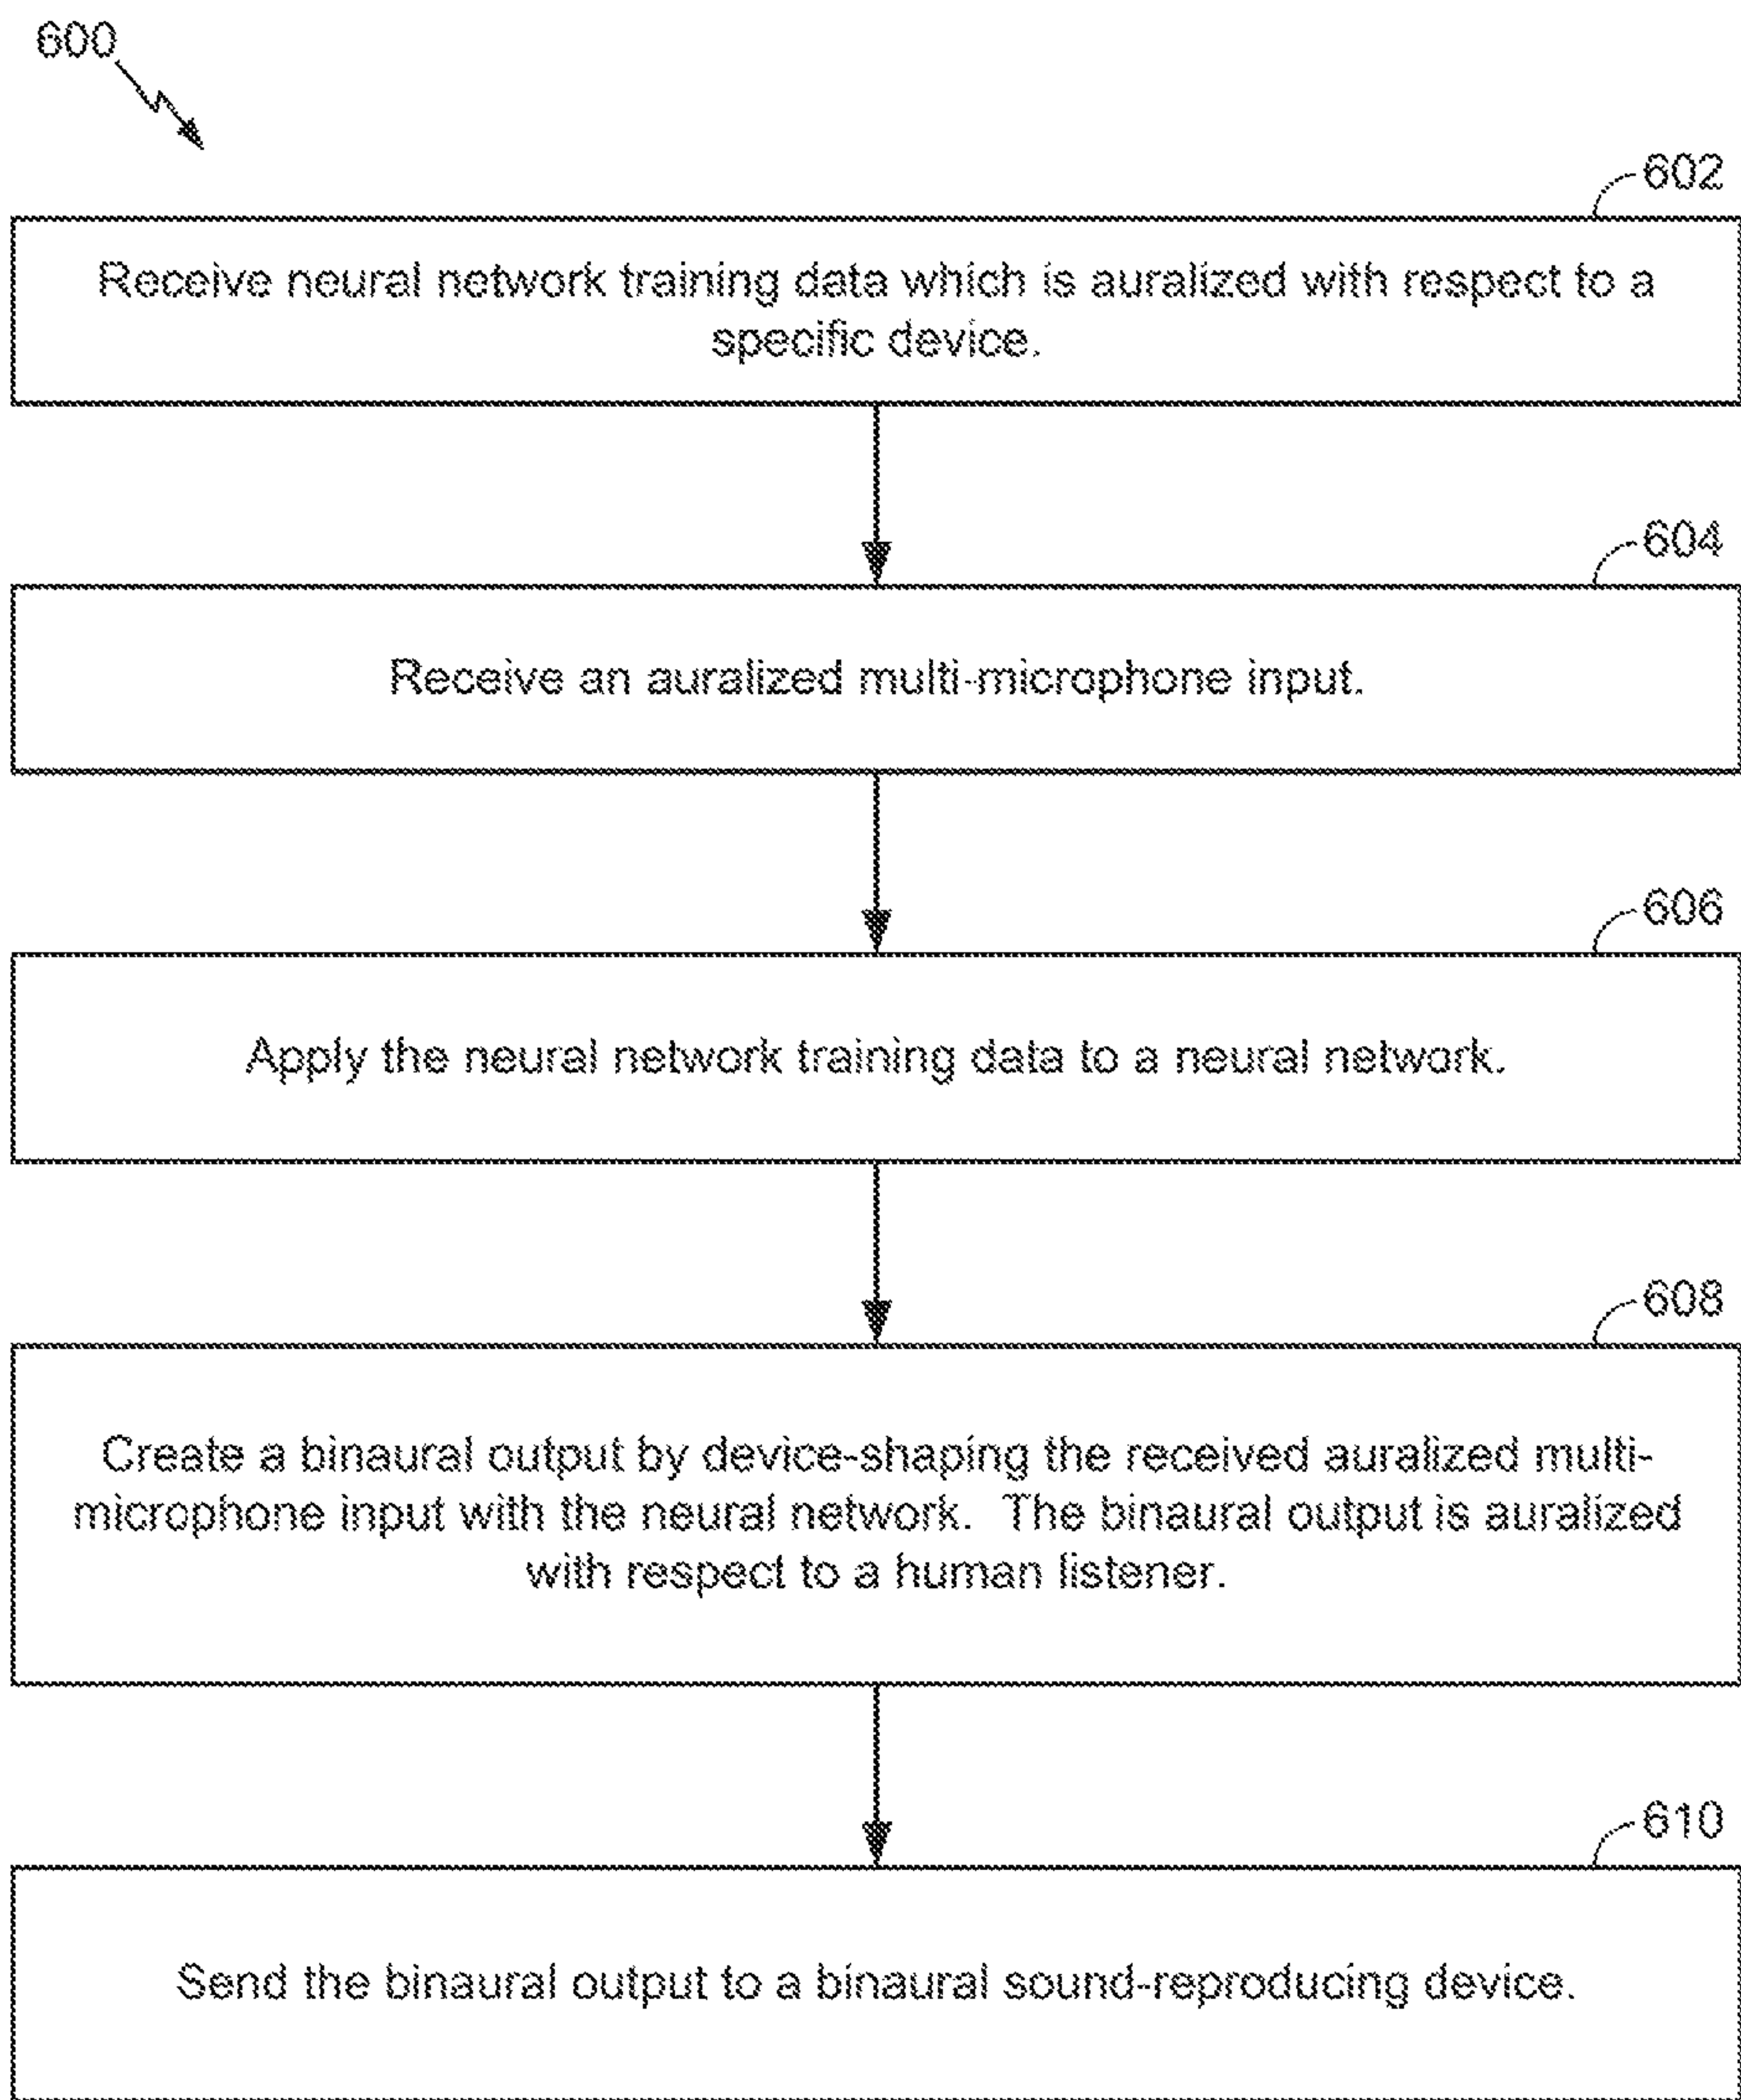 600
602
Receive neural network training data which is auralized with respect to a
specific device.
604
Receive an auralized multi-microphone input.
606
Apply the neural network training data to a neural network.
608
Create a binaural output by device-shaping the received auralized multi-
microphone input with the neural network.  The binaural output is auralized
with respect to a human listener.
610
Send the binaural output to a binaural sound-reproducing device.